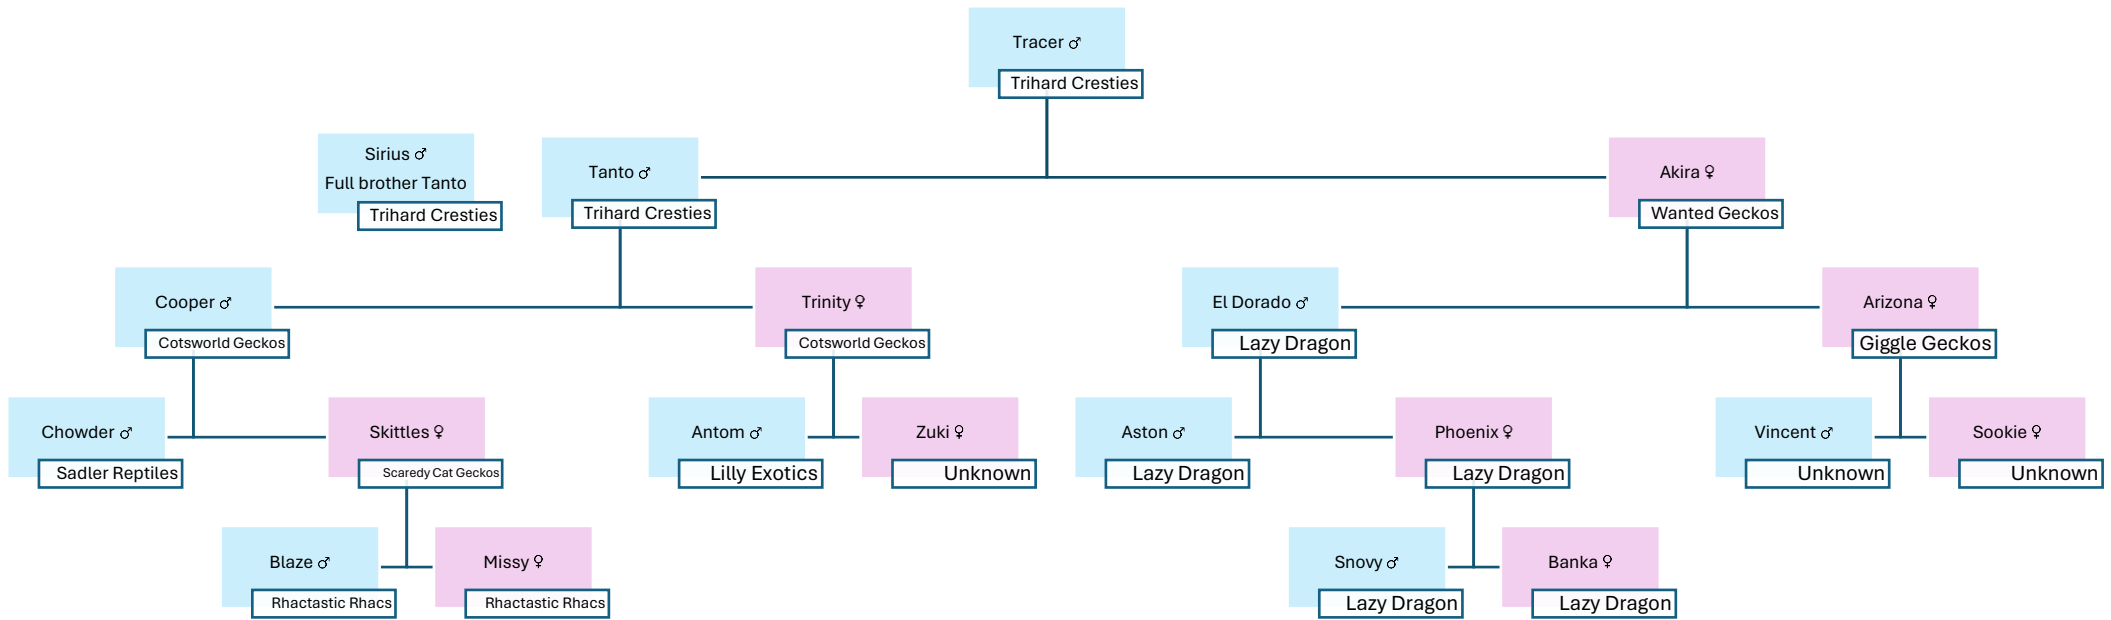 Tracer ♂
Trihard Cresties
Sirius ♂
Full brother Tanto
Trihard Cresties
Tanto ♂
Trihard Cresties
Akira ♀
Wanted Geckos
Cooper ♂
Cotsworld Geckos
Trinity ♀
Cotsworld Geckos
El Dorado ♂
Lazy Dragon
Arizona ♀
Giggle Geckos
Chowder ♂
Sadler Reptiles
Skittles ♀
Scaredy Cat Geckos
Antom ♂
Lilly Exotics
Zuki ♀
Unknown
Aston ♂
Lazy Dragon
Phoenix ♀
Lazy Dragon
Vincent ♂
Unknown
Sookie ♀
Unknown
Blaze ♂
Rhactastic Rhacs
Missy ♀
Rhactastic Rhacs
Snovy ♂
Lazy Dragon
Banka ♀
Lazy Dragon